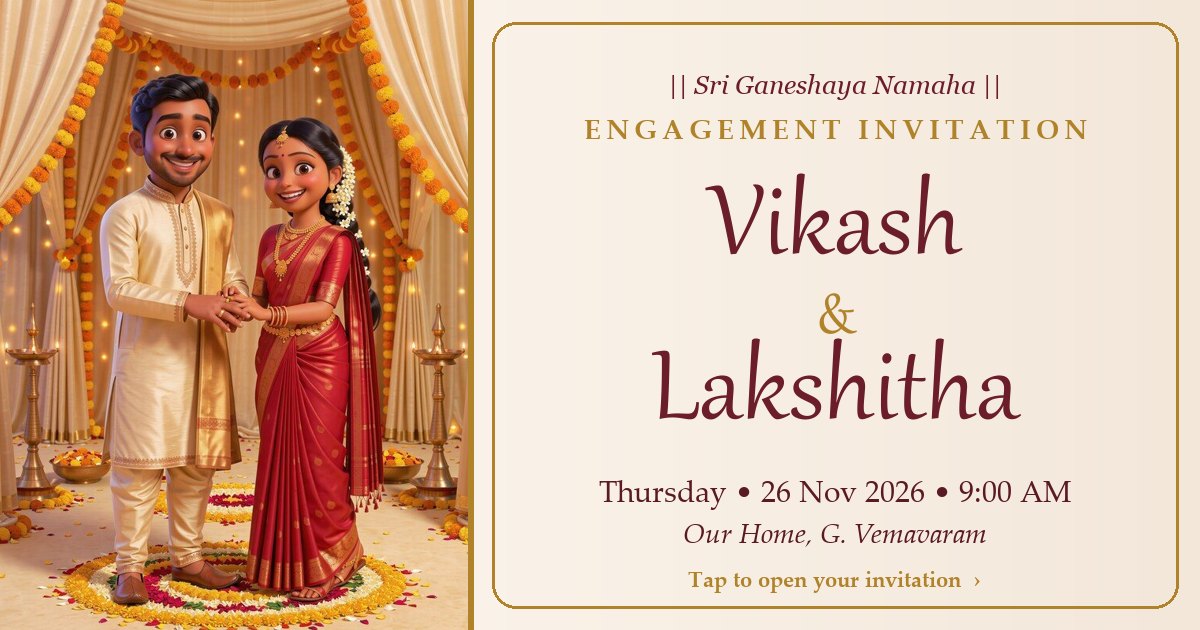 || Sri Ganeshaya Namaha ||
ENGAGEMENT INVITATION
Vikash
&
Lakshitha
Thursday • 26 Nov 2026 • 9:00 AM
Our Home, G. Vemavaram
Tap to open your invitation ›